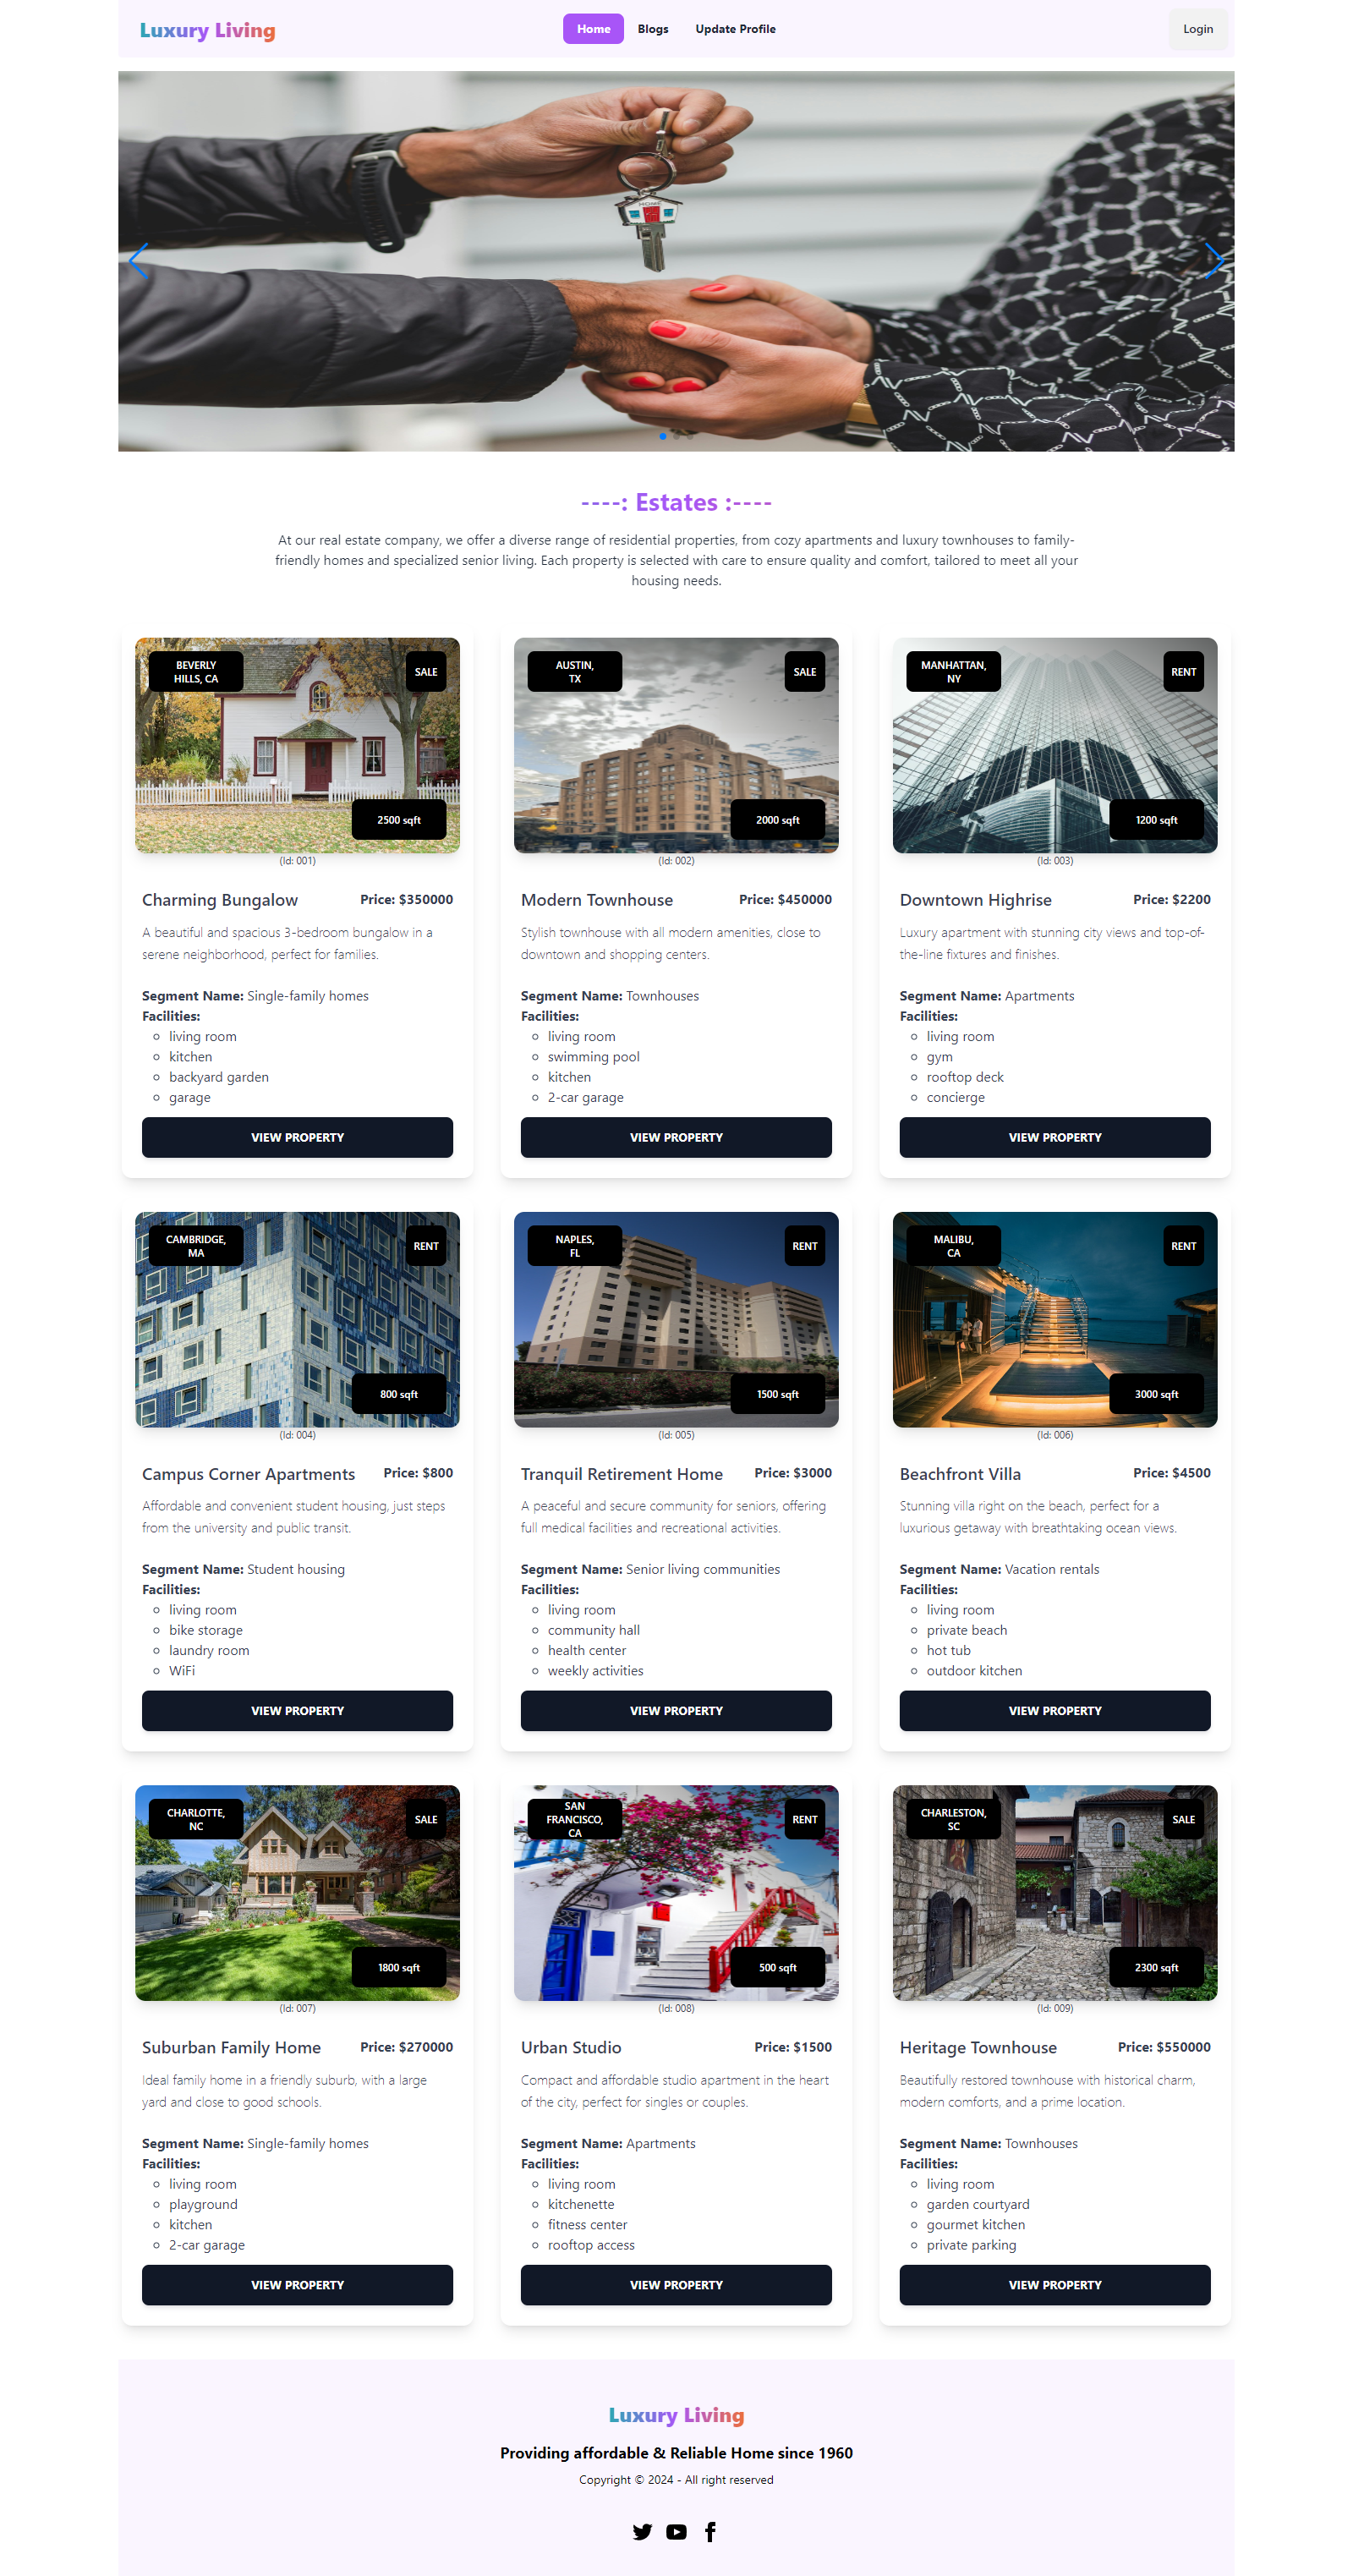 Luxury Living
Home
Blogs
Update Profile
Login
HOME
----: Estates :----
At our real estate company, we offer a diverse range of residential properties, from cozy apartments and luxury townhouses to family-
friendly homes and specialized senior living. Each property is selected with care to ensure quality and comfort, tailored to meet all your
housing needs.
BEVERLY
HILLS, CA
SALE
2500 sqft
(Id: 001)
Charming Bungalow
Price: $350000
A beautiful and spacious 3-bedroom bungalow in a
serene neighborhood, perfect for families.
Segment Name: Single-family homes
Facilities:
living room
kitchen
backyard garden
garage
VIEW PROPERTY
AUSTIN,
TX
SALE
2000 sqft
(Id: 002)
Modern Townhouse
Price: $450000
Stylish townhouse with all modern amenities, close to
downtown and shopping centers.
Segment Name: Townhouses
Facilities:
living room
swimming pool
kitchen
2-car garage
VIEW PROPERTY
MANHATTAN,
NY
RENT
1200 sqft
(Id: 003)
Downtown Highrise
Price: $2200
Luxury apartment with stunning city views and top-of-
the-line fixtures and finishes.
Segment Name: Apartments
Facilities:
living room
gym
rooftop deck
concierge
VIEW PROPERTY
CAMBRIDGE,
MA
RENT
800 sqft
(Id: 004)
Campus Corner Apartments
Price: $800
Affordable and convenient student housing, just steps
from the university and public transit.
Segment Name: Student housing
Facilities:
living room
bike storage
laundry room
WiFi
VIEW PROPERTY
NAPLES,
FL
RENT
1500 sqft
(Id: 005)
Tranquil Retirement Home
Price: $3000
A peaceful and secure community for seniors, offering
full medical facilities and recreational activities.
Segment Name: Senior living communities
Facilities:
living room
community hall
health center
weekly activities
VIEW PROPERTY
MALIBU,
CA
RENT
3000 sqft
(Id: 006)
Beachfront Villa
Price: $4500
Stunning villa right on the beach, perfect for a
luxurious getaway with breathtaking ocean views.
Segment Name: Vacation rentals
Facilities:
living room
private beach
hot tub
outdoor kitchen
VIEW PROPERTY
CHARLOTTE,
NC
SALE
1800 sqft
(Id: 007)
Suburban Family Home
Price: $270000
Ideal family home in a friendly suburb, with a large
yard and close to good schools.
Segment Name: Single-family homes
Facilities:
living room
playground
kitchen
2-car garage
VIEW PROPERTY
SAN
FRANCISCO,
CA
RENT
500 sqft
(Id: 008)
Urban Studio
Price: $1500
Compact and affordable studio apartment in the heart
of the city, perfect for singles or couples.
Segment Name: Apartments
Facilities:
living room
kitchenette
fitness center
rooftop access
VIEW PROPERTY
CHARLESTON,
SC
SALE
2300 sqft
(Id: 009)
Heritage Townhouse
Price: $550000
Beautifully restored townhouse with historical charm,
modern comforts, and a prime location.
Segment Name: Townhouses
Facilities:
living room
garden courtyard
gourmet kitchen
private parking
VIEW PROPERTY
Luxury Living
Providing affordable & Reliable Home since 1960
Copyright © 2024 - All right reserved